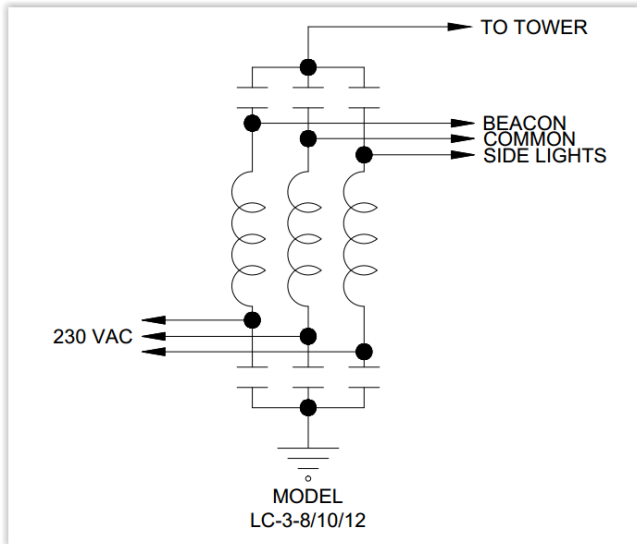 TO TOWER
BEACON
COMMON
SIDE LIGHTS
230 VAC
MODEL
LC-3-8/10/12